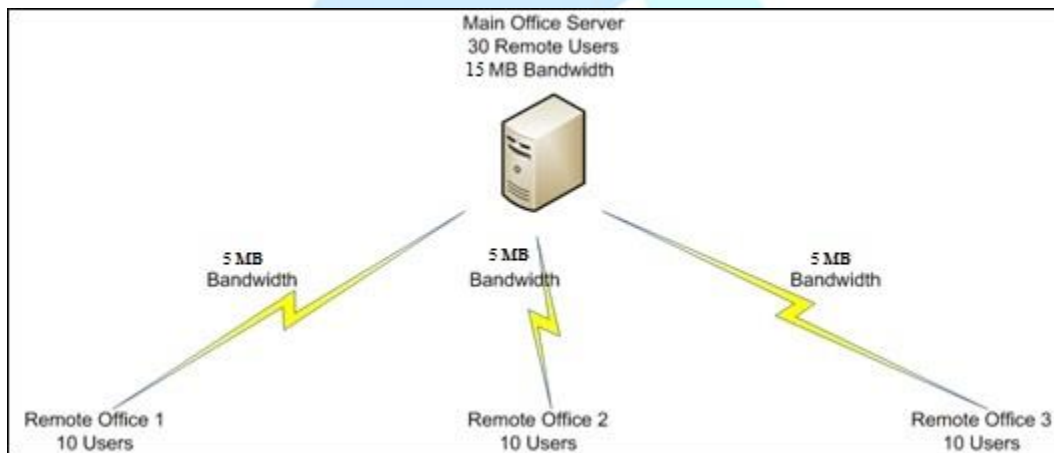 Main Office Server
30 Remote Users
15 MB Bandwidth
5 MB
Bandwidth
5 MB
Bandwidth
5 MB
Bandwidth
Remote Office 1
10 Users
Remote Office 2
10 Users
Remote Office 3
10 Users